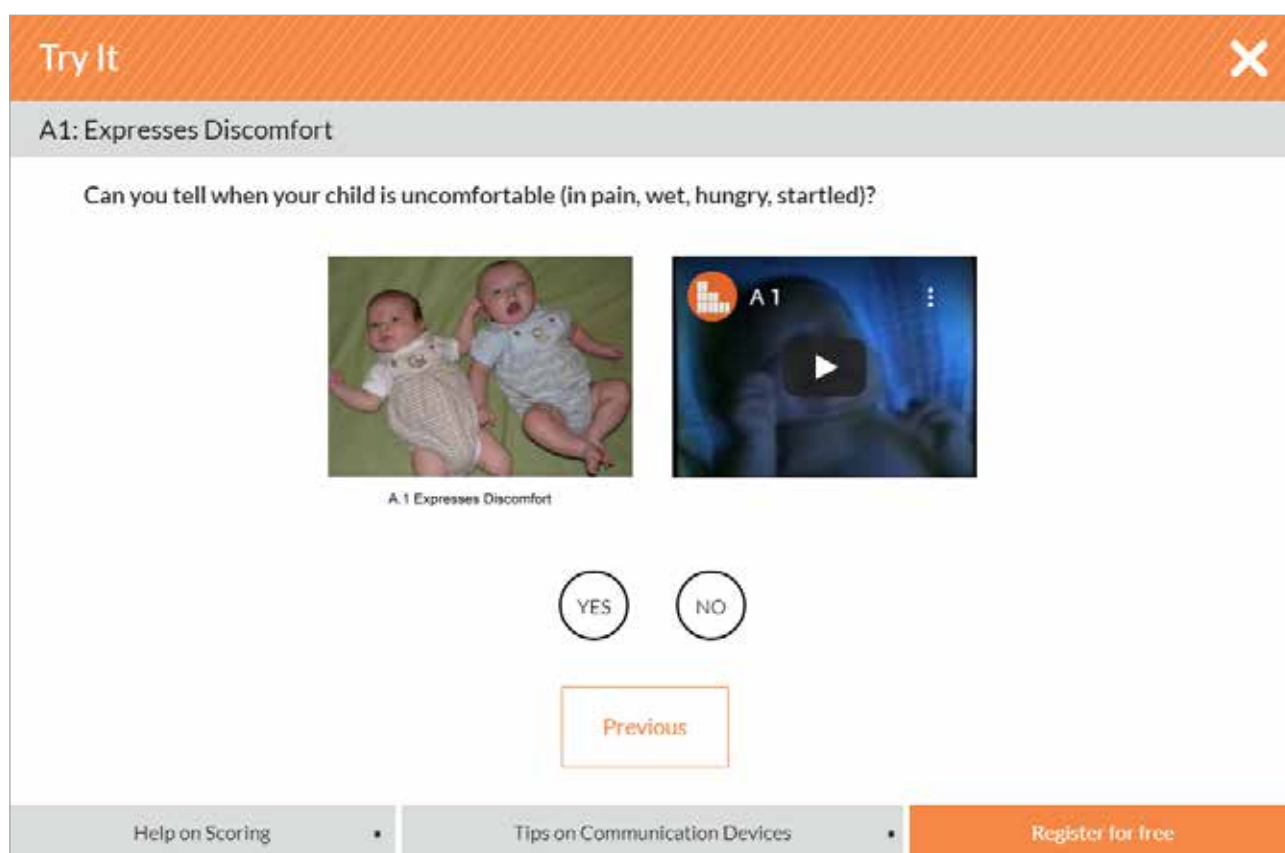 Try It
A1: Expresses Discomfort
Can you tell when your child is uncomfortable (in pain, wet, hungry, startled)?
A 1
A.1 Expresses Discomfort
YES NO
Previous
Help on Scoring Tips on Communication Devices Register for free